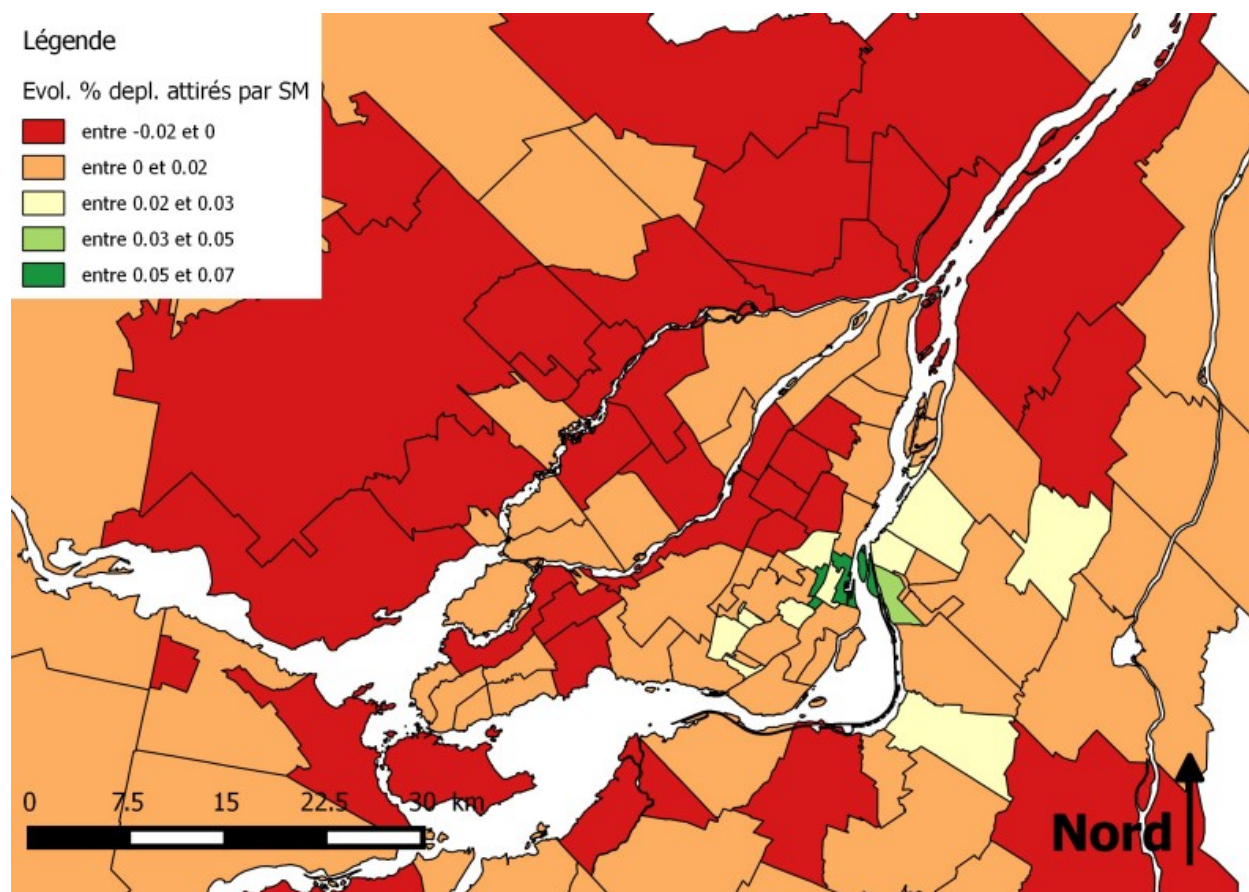 Légende
Evol. % depl. attirés par SM
entre -0.02 et 0
entre 0 et 0.02
entre 0.02 et 0.03
entre 0.03 et 0.05
entre 0.05 et 0.07
0 7.5 15 22.5 30 km
Nord